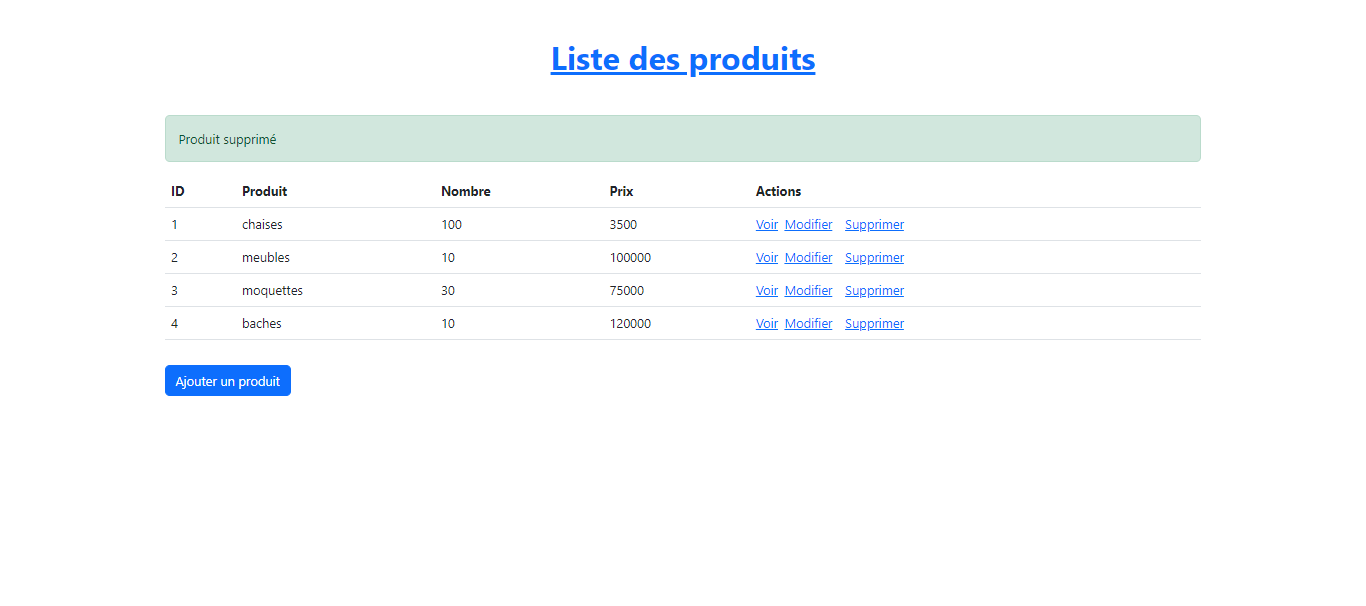 Liste des produits
Produit supprimé
ID Produit Nombre Prix Actions
1 chaises 100 3500 Voir Modifier Supprimer
2 meubles 10 100000 Voir Modifier Supprimer
3 moquettes 30 75000 Voir Modifier Supprimer
4 baches 10 120000 Voir Modifier Supprimer
Ajouter un produit